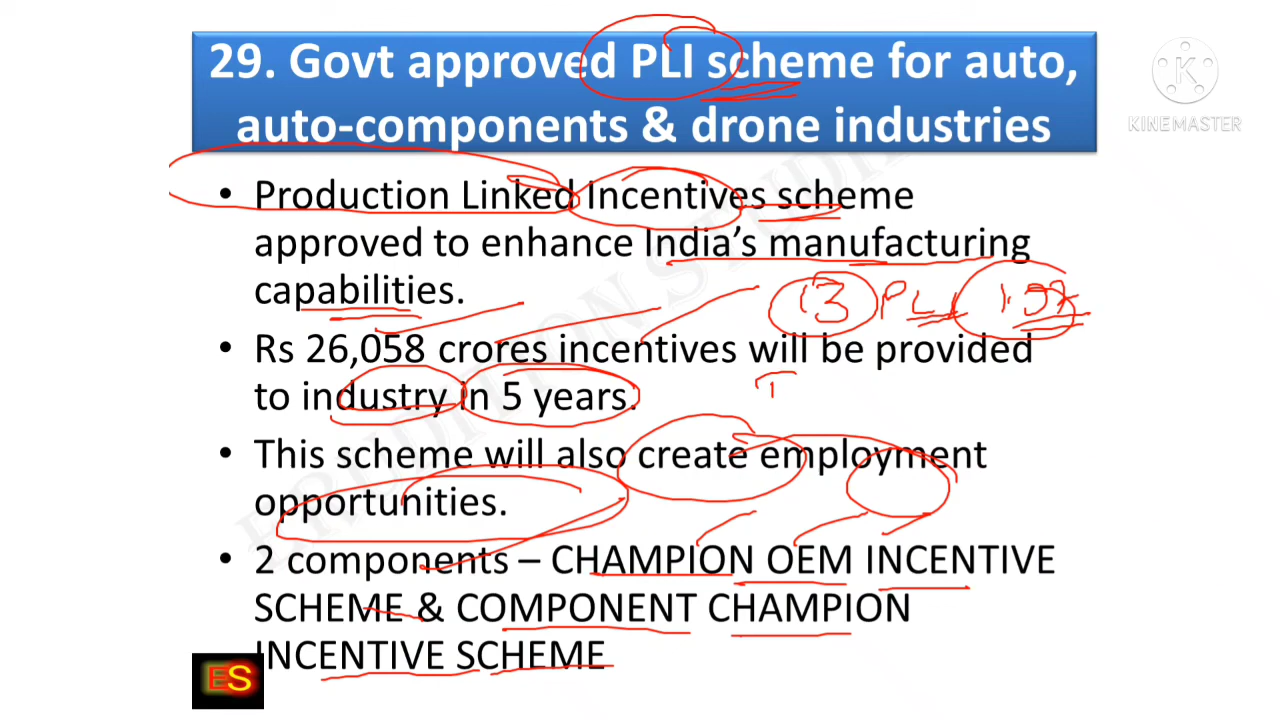 29. Govt approved PLI scheme for auto,
auto-components & drone industries
KINEMASTER
• Production Linked Incentives scheme
approved to enhance India's manufacturing
capabilities.
13 PLI
• Rs 26,058 crores incentives will be provided
to industry in 5 years.
• This scheme will also create employment
opportunities.
• 2 components – CHAMPION OEM INCENTIVE
SCHEME & COMPONENT CHAMPION
INCENTIVE SCHEME
ES